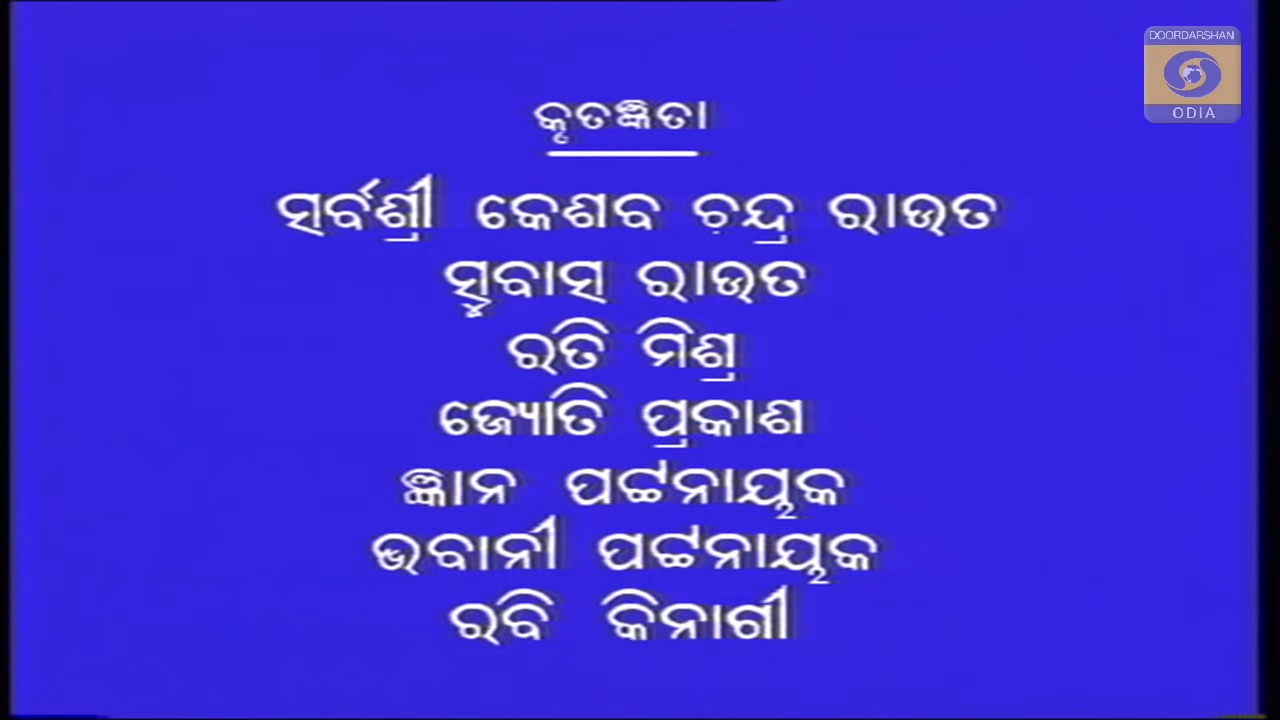 DOORDARSHAN
ODIA
କୃତଜ୍ଞତା
ସର୍ବଶ୍ରୀ କେଶବ ଚନ୍ଦ୍ର ରାଉତ
ସୁବାସ ରାଉତ
ରତି ମିଶ୍ର
ଜ୍ୟୋତି ପ୍ରକାଶ
ଜ୍ଞାନ ପଟ୍ଟନାୟକ
ଭବାନୀ ପଟ୍ଟନାୟକ
ରବି କିନାଗୀ